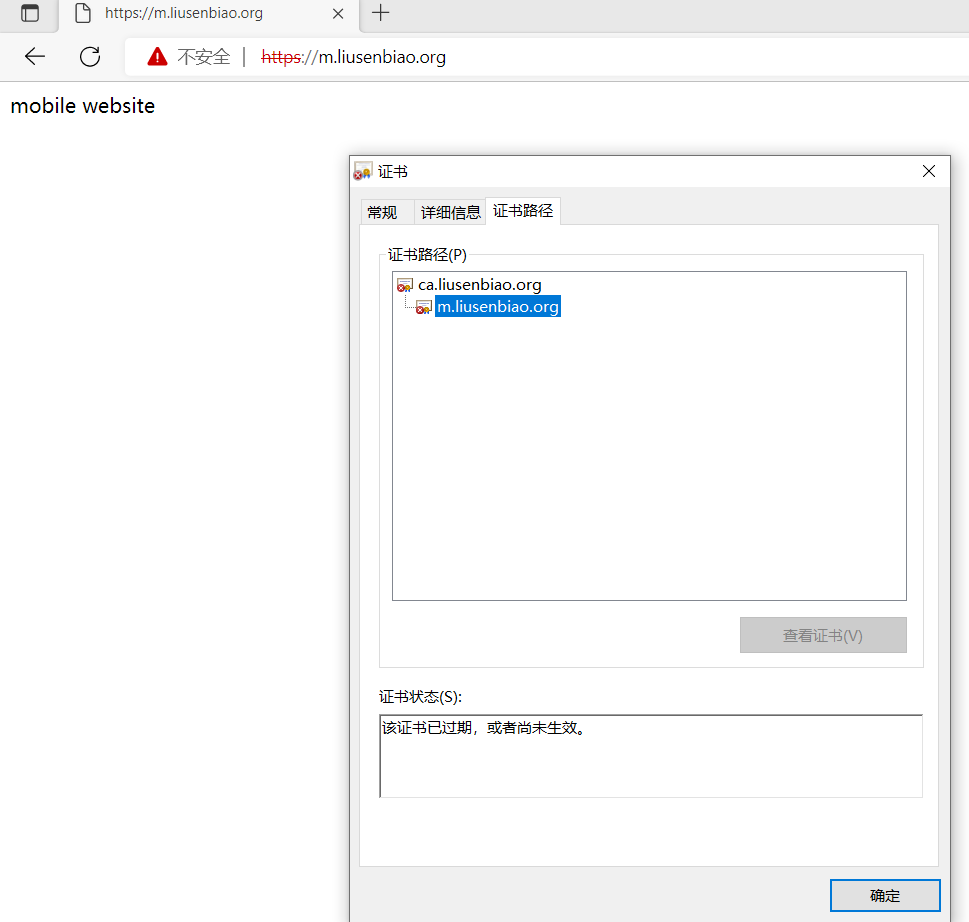 https://m.liusenbiao.org
不安全 | https://m.liusenbiao.org
mobile website
证书
常规 详细信息 证书路径
证书路径(P)
ca.liusenbiao.org
m.liusenbiao.org
查看证书(V)
证书状态(S):
该证书已过期，或者尚未生效。
确定